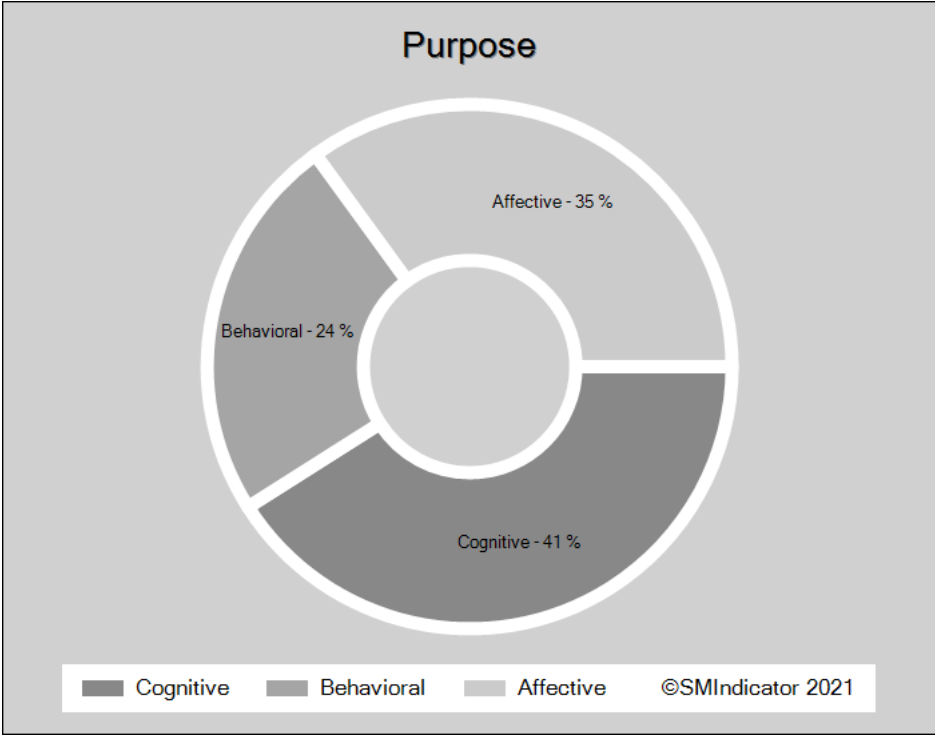 Purpose
Affective - 35 %
Behavioral - 24 %
Cognitive - 41 %
Cognitive Behavioral Affective ©SMIndicator 2021